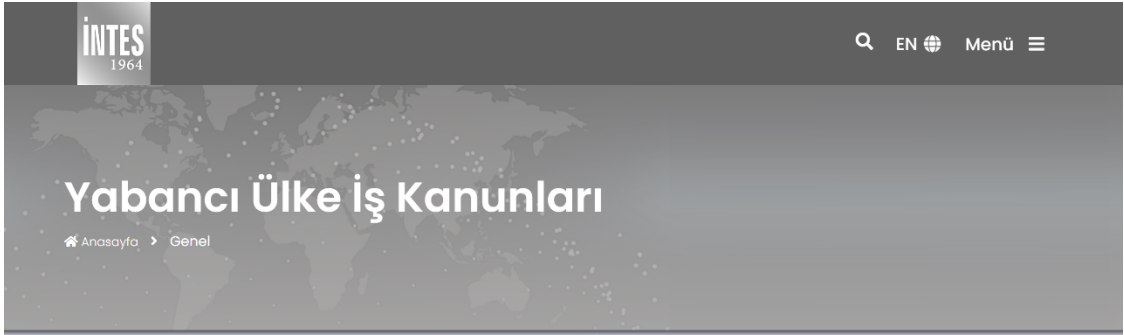 İNTES
1964
EN Menü
Yabancı Ülke İş Kanunları
Anasayfa > Genel